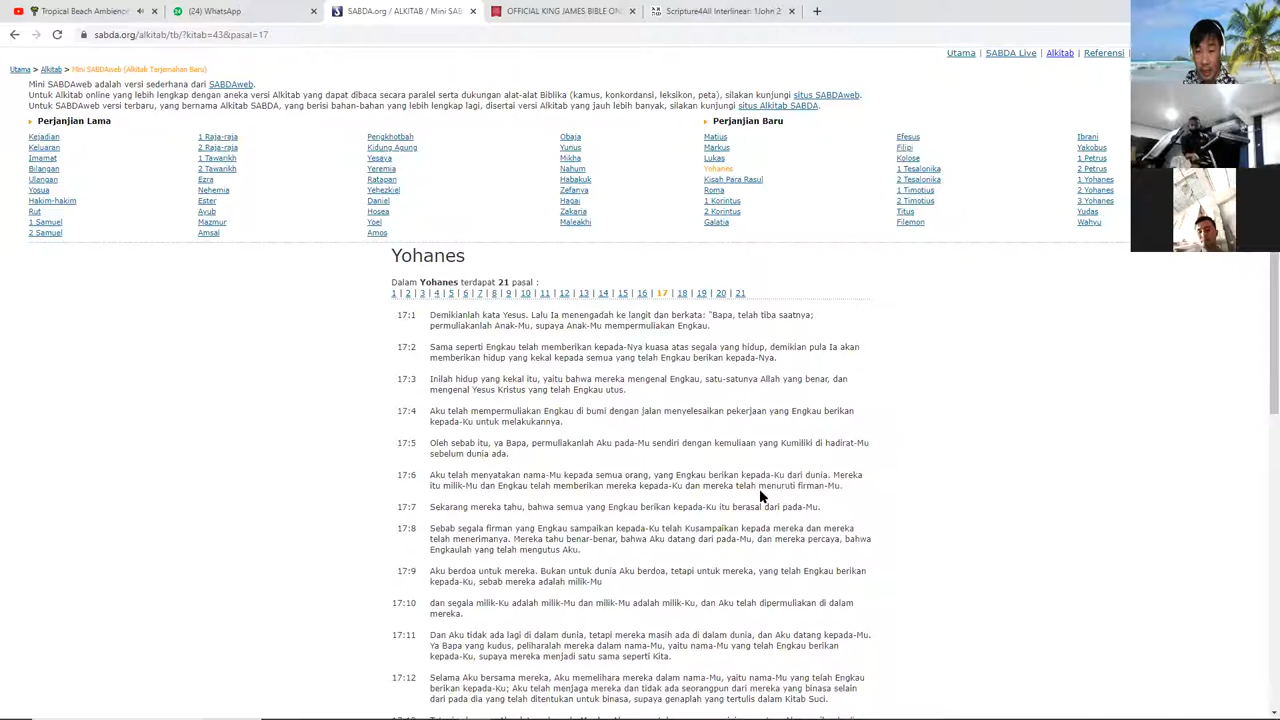 Tropical Beach Ambience
(24) WhatsApp
SABDA.org / ALKITAB / Mini SAB
OFFICIAL KING JAMES BIBLE ON
Scripture4All Interlinear: 1John 2:
sabda.org/alkitab/tb/?kitab=43&pasal=17
Utama | SABDA Live | Alkitab | Referensi |
Utama > Alkitab > Mini SABDAweb (Alkitab Terjemahan Baru)
Mini SABDAweb adalah versi sederhana dari SABDAweb.
Untuk Alkitab online yang lebih lengkap dengan aneka versi Alkitab yang dapat dibaca secara paralel serta dukungan alat-alat Biblika (kamus, konkordansi, leksikon, peta), silakan kunjungi situs SABDAweb.
Untuk SABDAweb versi terbaru, yang bernama Alkitab SABDA, yang berisi bahan-bahan yang lebih lengkap lagi, disertai versi Alkitab yang jauh lebih banyak, silakan kunjungi situs Alkitab SABDA.
Perjanjian Lama
Perjanjian Baru
Kejadian 1 Raja-raja Pengkhotbah Obaja Matius Efesus Ibrani
Keluaran 2 Raja-raja Kidung Agung Yunus Markus Filipi Yakobus
Imamat 1 Tawarikh Yesaya Mikha Lukas Kolose 1 Petrus
Bilangan 2 Tawarikh Yeremia Nahum Yohanes 1 Tesalonika 2 Petrus
Ulangan Ezra Ratapan Habakuk Kisah Para Rasul 2 Tesalonika 1 Yohanes
Yosua Nehemia Yehezkiel Zefanya Roma 1 Timotius 2 Yohanes
Hakim-hakim Ester Daniel Hagai 1 Korintus 2 Timotius 3 Yohanes
Rut Ayub Hosea Zakaria 2 Korintus Titus Yudas
1 Samuel Mazmur Yoel Maleakhi Galatia Filemon Wahyu
2 Samuel Amsal Amos
Yohanes
Dalam Yohanes terdapat 21 pasal :
1 | 2 | 3 | 4 | 5 | 6 | 7 | 8 | 9 | 10 | 11 | 12 | 13 | 14 | 15 | 16 | 17 | 18 | 19 | 20 | 21
17:1 Demikianlah kata Yesus. Lalu Ia menengadah ke langit dan berkata: "Bapa, telah tiba saatnya;
permuliakanlah Anak-Mu, supaya Anak-Mu mempermuliakan Engkau.
17:2 Sama seperti Engkau telah memberikan kepada-Nya kuasa atas segala yang hidup, demikian pula Ia akan
memberikan hidup yang kekal kepada semua yang telah Engkau berikan kepada-Nya.
17:3 Inilah hidup yang kekal itu, yaitu bahwa mereka mengenal Engkau, satu-satunya Allah yang benar, dan
mengenal Yesus Kristus yang telah Engkau utus.
17:4 Aku telah mempermuliakan Engkau di bumi dengan jalan menyelesaikan pekerjaan yang Engkau berikan
kepada-Ku untuk melakukannya.
17:5 Oleh sebab itu, ya Bapa, permuliakanlah Aku pada-Mu sendiri dengan kemuliaan yang Kumiliki di hadirat-Mu
sebelum dunia ada.
17:6 Aku telah menyatakan nama-Mu kepada semua orang, yang Engkau berikan kepada-Ku dari dunia. Mereka
itu milik-Mu dan Engkau telah memberikan mereka kepada-Ku dan mereka telah menuruti firman-Mu.
17:7 Sekarang mereka tahu, bahwa semua yang Engkau berikan kepada-Ku itu berasal dari pada-Mu.
17:8 Sebab segala firman yang Engkau sampaikan kepada-Ku telah Kusampaikan kepada mereka dan mereka
telah menerimanya. Mereka tahu benar-benar, bahwa Aku datang dari pada-Mu, dan mereka percaya, bahwa
Engkaulah yang telah mengutus Aku.
17:9 Aku berdoa untuk mereka. Bukan untuk dunia Aku berdoa, tetapi untuk mereka, yang telah Engkau berikan
kepada-Ku, sebab mereka adalah milik-Mu
17:10 dan segala milik-Ku adalah milik-Mu dan milik-Mu adalah milik-Ku, dan Aku telah dipermuliakan di dalam
mereka.
17:11 Dan Aku tidak ada lagi di dalam dunia, tetapi mereka masih ada di dalam dunia, dan Aku datang kepada-Mu.
Ya Bapa yang kudus, peliharalah mereka dalam nama-Mu, yaitu nama-Mu yang telah Engkau berikan
kepada-Ku, supaya mereka menjadi satu sama seperti Kita.
17:12 Selama Aku bersama mereka, Aku memelihara mereka dalam nama-Mu, yaitu nama-Mu yang telah Engkau
berikan kepada-Ku; Aku telah menjaga mereka dan tidak ada seorangpun dari mereka yang binasa selain
dari pada dia yang telah ditentukan untuk binasa, supaya genaplah yang tertulis dalam Kitab Suci.